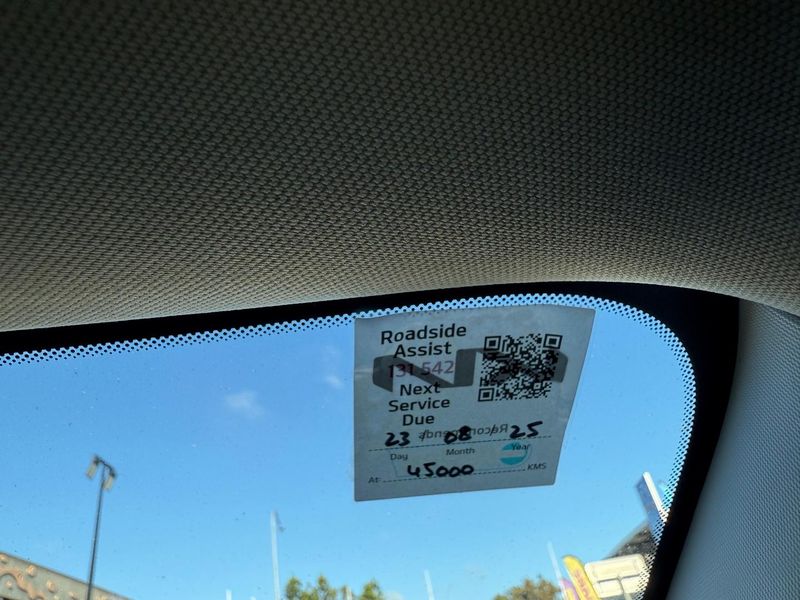 Roadside
Assist
131 542
Next
Service
Due
23 / 08 / 25
Day Month Year
At: 45000 KMS